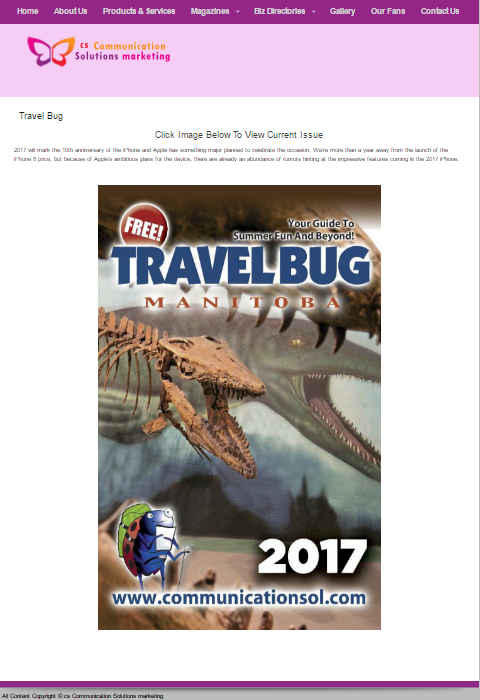 Home About Us Products & Services Magazines Biz Directories Gallery Our Fans Contact Us
cs Communication
Solutions marketing
Travel Bug
Click Image Below To View Current Issue
2017 will mark the 10th anniversary of the iPhone and Apple has something major planned to celebrate the occasion. We're more than a year away from the launch of the
iPhone 8 price, but because of Apple's ambitious plans for the device, there are already an abundance of rumors hinting at the impressive features coming in the 2017 iPhone.
FREE!
Your Guide To
Summer Fun And Beyond!
TRAVEL BUG
MANITOBA
2017
www.communicationsol.com
All Content Copyright © cs Communication Solutions marketing